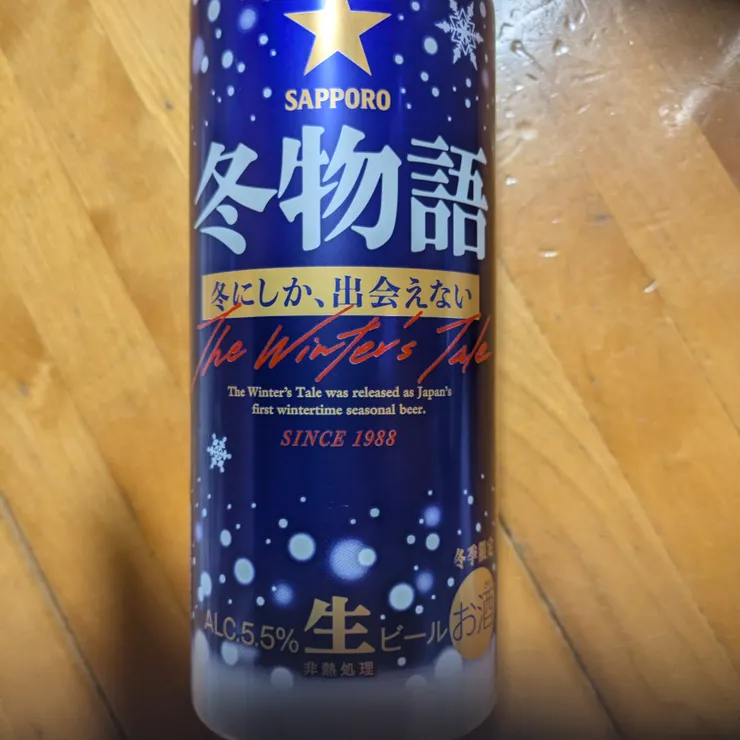 SAPPORO
冬物語
冬にしか、出会えない
The Winter's Tale
The Winter's Tale was released as Japan's
first wintertime seasonal beer.
SINCE 1988
冬季限定
ALC.5.5% 生ビール お酒
非熱処理